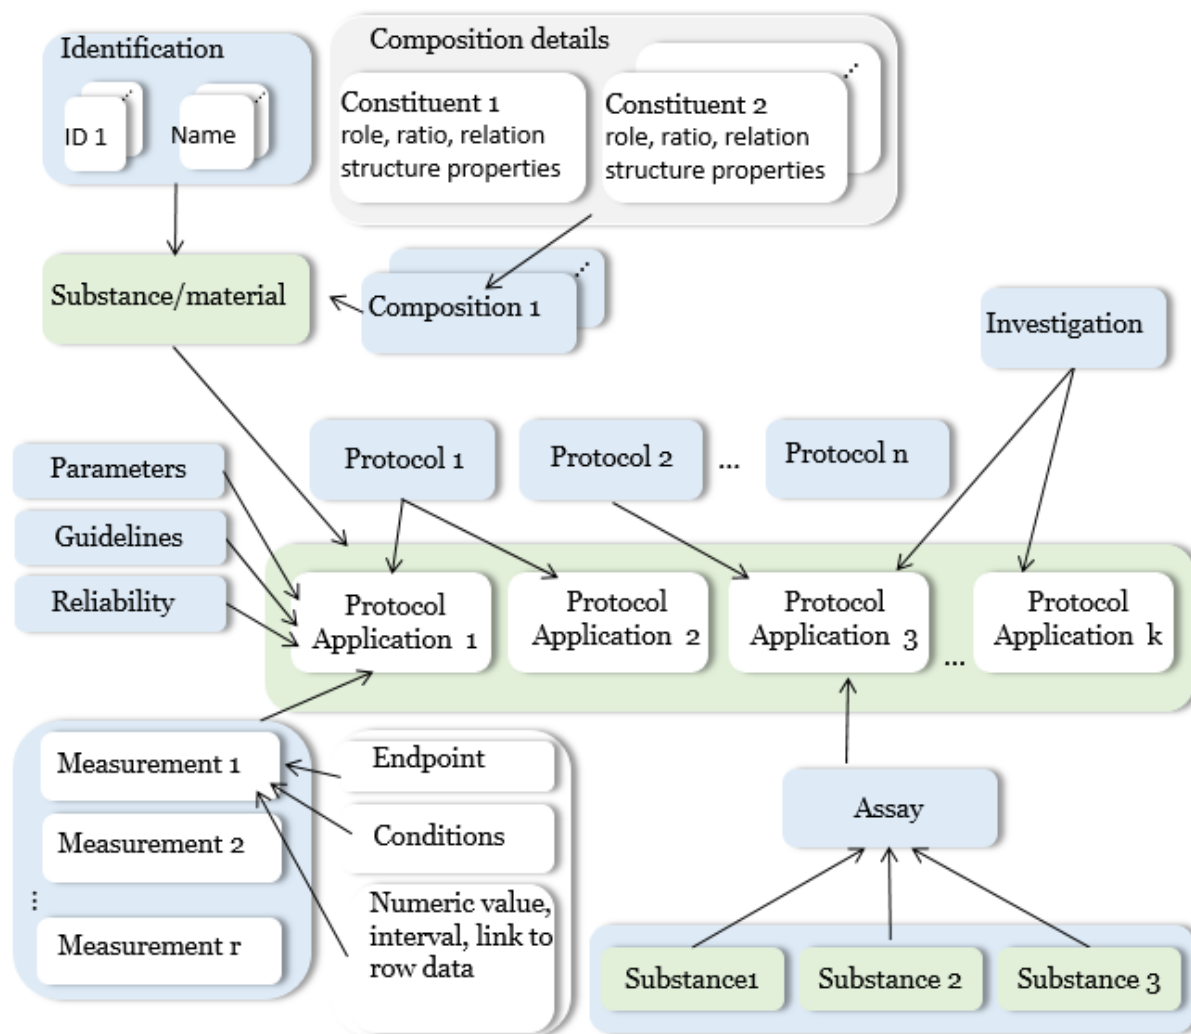 Identification
ID 1
Name
Composition details
Constituent 1
role, ratio, relation
structure properties
Constituent 2
role, ratio, relation
structure properties
Substance/material
Composition 1
Investigation
Parameters
Guidelines
Reliability
Protocol 1
Protocol 2
...
Protocol n
Protocol
Application 1
Protocol
Application 2
Protocol
Application 3
...
Protocol
Application k
Measurement 1
Measurement 2
...
Measurement r
Endpoint
Conditions
Numeric value,
interval, link to
row data
Assay
Substance1
Substance 2
Substance 3